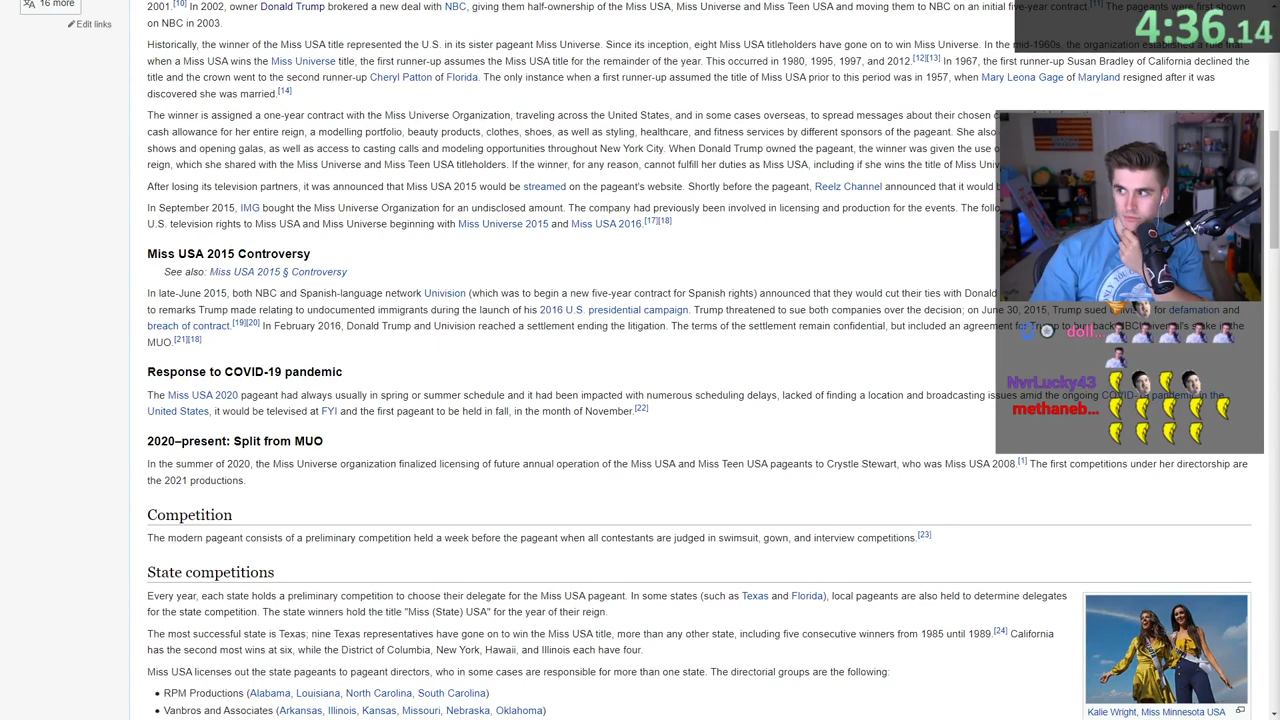 16 more
Edit links
4:36.14
2001.[10] In 2002, owner Donald Trump brokered a new deal with NBC, giving them half-ownership of the Miss USA, Miss Universe and Miss Teen USA and moving them to NBC on an initial five-year contract.[11] The pageants were first shown
on NBC in 2003.
Historically, the winner of the Miss USA title represented the U.S. in its sister pageant Miss Universe. Since its inception, eight Miss USA titleholders have gone on to win Miss Universe. In the mid-1960s, the organization established a rule that
when a Miss USA wins the Miss Universe title, the first runner-up assumes the Miss USA title for the remainder of the year. This occurred in 1980, 1995, 1997, and 2012.[12][13] In 1967, the first runner-up Susan Bradley of California declined the
title and the crown went to the second runner-up Cheryl Patton of Florida. The only instance when a first runner-up assumed the title of Miss USA prior to this period was in 1957, when Mary Leona Gage of Maryland resigned after it was
discovered she was married.[14]
The winner is assigned a one-year contract with the Miss Universe Organization, traveling across the United States, and in some cases overseas, to spread messages about their chosen
cash allowance for her entire reign, a modelling portfolio, beauty products, clothes, shoes, as well as styling, healthcare, and fitness services by different sponsors of the pageant. She also
shows and opening galas, as well as access to casting calls and modeling opportunities throughout New York City. When Donald Trump owned the pageant, the winner was given the use
reign, which she shared with the Miss Universe and Miss Teen USA titleholders. If the winner, for any reason, cannot fulfill her duties as Miss USA, including if she wins the title of Miss
After losing its television partners, it was announced that Miss USA 2015 would be streamed on the pageant's website. Shortly before the pageant, Reelz Channel announced that it would
In September 2015, IMG bought the Miss Universe Organization for an undisclosed amount. The company had previously been involved in licensing and production for the events. The
U.S. television rights to Miss USA and Miss Universe beginning with Miss Universe 2015 and Miss USA 2016.[17][18]
Miss USA 2015 Controversy
See also: Miss USA 2015 § Controversy
In late-June 2015, both NBC and Spanish-language network Univision (which was to begin a new five-year contract for Spanish rights) announced that they would cut their ties with Donald
to remarks Trump made relating to undocumented immigrants during the launch of his 2016 U.S. presidential campaign. Trump threatened to sue both companies over the decision; on June 30, 2015, Trump sued Univision for defamation and
breach of contract.[19][20] In February 2016, Donald Trump and Univision reached a settlement ending the litigation. The terms of the settlement remain confidential, but included an agreement for Trump to buy back NBCUniversal's stake in the
MUO.[21][18]
doll...
NvrLucky43
methaneb...
Response to COVID-19 pandemic
The Miss USA 2020 pageant had always usually in spring or summer schedule and it had been impacted with numerous scheduling delays, lacked of finding a location and broadcasting issues amid the ongoing COVID-19 pandemic in the
United States, it would be televised at FYI and the first pageant to be held in fall, in the month of November.[22]
2020–present: Split from MUO
In the summer of 2020, the Miss Universe organization finalized licensing of future annual operation of the Miss USA and Miss Teen USA pageants to Crystle Stewart, who was Miss USA 2008.[1] The first competitions under her directorship are
the 2021 productions.
Competition
The modern pageant consists of a preliminary competition held a week before the pageant when all contestants are judged in swimsuit, gown, and interview competitions.[23]
State competitions
Every year, each state holds a preliminary competition to choose their delegate for the Miss USA pageant. In some states (such as Texas and Florida), local pageants are also held to determine delegates
for the state competition. The state winners hold the title "Miss (State) USA" for the year of their reign.
The most successful state is Texas; nine Texas representatives have gone on to win the Miss USA title, more than any other state, including five consecutive winners from 1985 until 1989.[24] California
has the second most wins at six, while the District of Columbia, New York, Hawaii, and Illinois each have four.
Miss USA licenses out the state pageants to pageant directors, who in some cases are responsible for more than one state. The directorial groups are the following:
• RPM Productions (Alabama, Louisiana, North Carolina, South Carolina)
• Vanbros and Associates (Arkansas, Illinois, Kansas, Missouri, Nebraska, Oklahoma)
Kalie Wright, Miss Minnesota USA